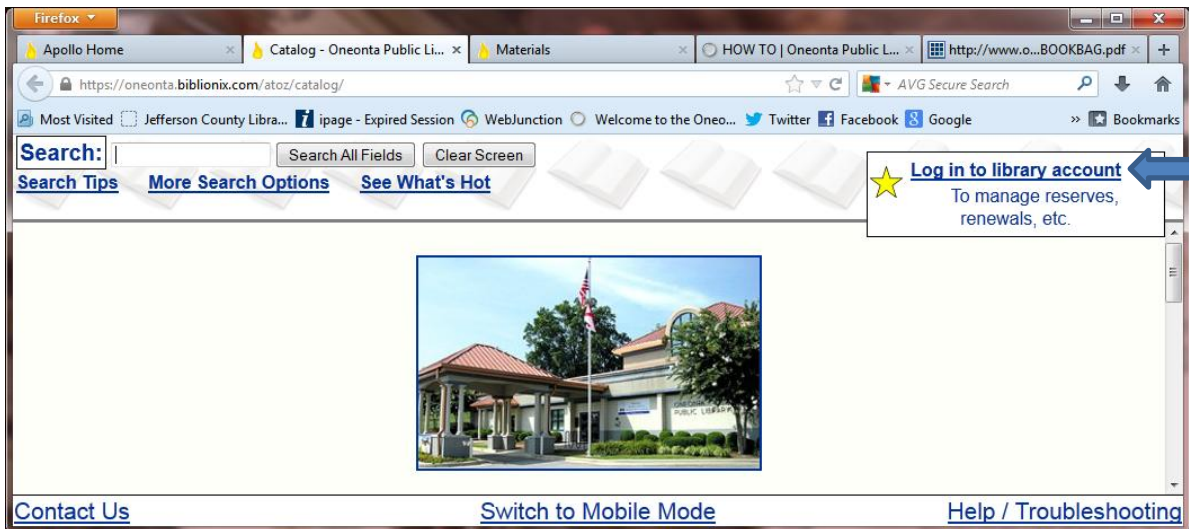 Firefox
Apollo Home
Catalog - Oneonta Public Li...
Materials
HOW TO | Oneonta Public L...
http://www.o...BOOKBAG.pdf
https://oneonta.biblionix.com/atoz/catalog/
AVG Secure Search
Most Visited
Jefferson County Libra...
ipage - Expired Session
WebJunction
Welcome to the Oneo...
Twitter
Facebook
Google
Bookmarks
Search:
Search All Fields
Clear Screen
Search Tips
More Search Options
See What's Hot
Log in to library account
To manage reserves,
renewals, etc.
ONEONTA
PUBLIC LIBRARY
Contact Us
Switch to Mobile Mode
Help / Troubleshooting